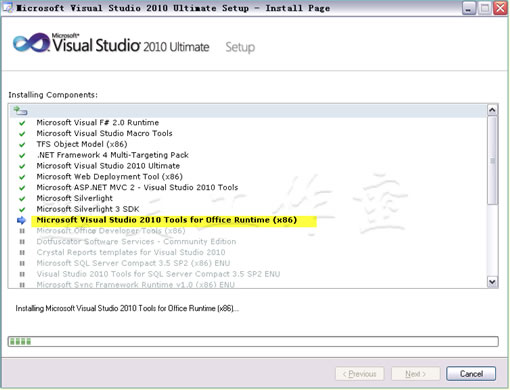 Microsoft Visual Studio 2010 Ultimate Setup - Install Page
Microsoft®
Visual Studio® 2010 Ultimate Setup
Installing Components:
Microsoft Visual F# 2.0 Runtime
Microsoft Visual Studio Macro Tools
TFS Object Model (x86)
.NET Framework 4 Multi-Targeting Pack
Microsoft Visual Studio 2010 Ultimate
Microsoft Web Deployment Tool (x86)
Microsoft ASP.NET MVC 2 - Visual Studio 2010 Tools
Microsoft Silverlight
Microsoft Silverlight 3 SDK
Microsoft Visual Studio 2010 Tools for Office Runtime (x86)
Microsoft Office Developer Tools (x86)
Dotfuscator Software Services - Community Edition
Crystal Reports templates for Visual Studio 2010
Microsoft SQL Server Compact 3.5 SP2 (x86) ENU
Visual Studio 2010 Tools for SQL Server Compact 3.5 SP2 ENU
Microsoft Sync Framework Runtime v1.0 (x86) ENU
工作室
Installing Microsoft Visual Studio 2010 Tools for Office Runtime (x86)...
< Previous
Next >
Cancel